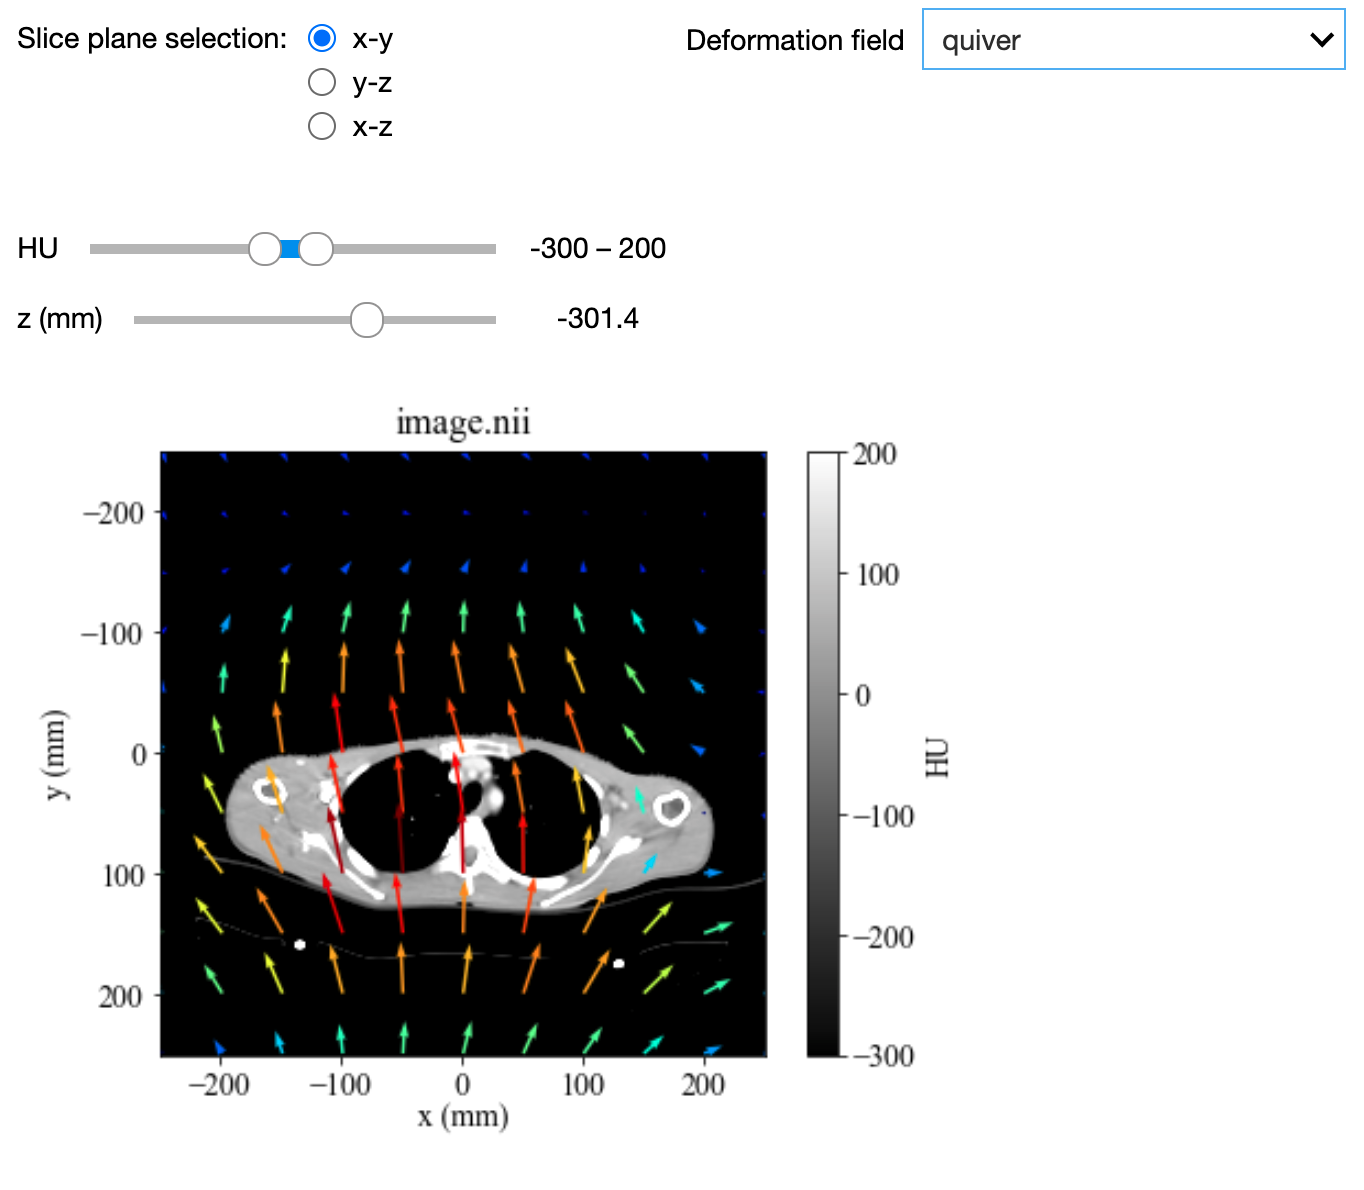 Slice plane selection: x-y
y-z
x-z
Deformation field quiver
HU -300 – 200
z (mm) -301.4
image.nii
−200
−100
0
100
200
y (mm)
−200 −100 0 100 200
x (mm)
200
100
0
−100
−200
−300
HU